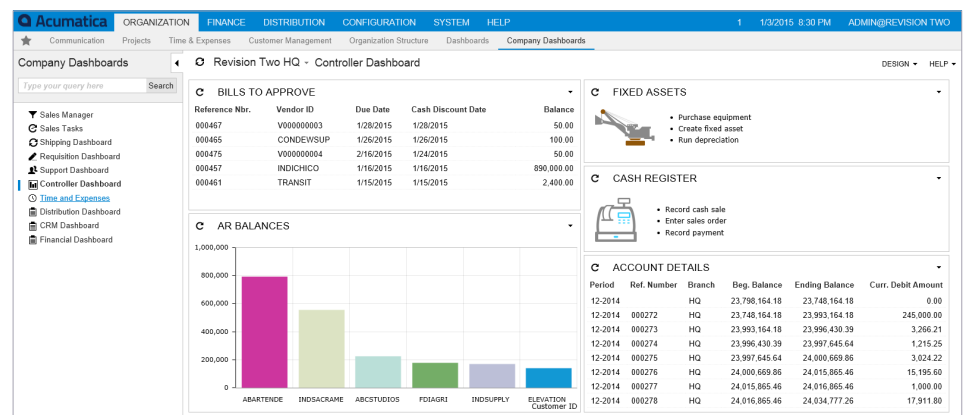 Acumatica ORGANIZATION FINANCE DISTRIBUTION CONFIGURATION SYSTEM HELP 1 1/3/2015 8:30 PM ADMIN@REVISION TWO
Communication Projects Time & Expenses Customer Management Organization Structure Dashboards Company Dashboards
Company Dashboards
Type your query here Search
Sales Manager
Sales Tasks
Shipping Dashboard
Requisition Dashboard
Support Dashboard
Controller Dashboard
Time and Expenses
Distribution Dashboard
CRM Dashboard
Financial Dashboard
Revision Two HQ - Controller Dashboard DESIGN HELP
BILLS TO APPROVE
Reference Nbr. Vendor ID Due Date Cash Discount Date Balance
000467 V000000003 1/28/2015 1/28/2015 50.00
000465 CONDEWSUP 1/26/2015 1/26/2015 100.00
000475 V000000004 2/16/2015 1/24/2015 50.00
000457 INDICHICO 1/16/2015 1/16/2015 890,000.00
000461 TRANSIT 1/15/2015 1/15/2015 2,400.00
AR BALANCES
1,000,000
800,000
600,000
400,000
200,000
0
ABARTENDE INDSACRAME ABCSTUDIOS FDIAGRI INDSUPPLY ELEVATION
Customer ID
FIXED ASSETS
Purchase equipment
Create fixed asset
Run depreciation
CASH REGISTER
Record cash sale
Enter sales order
Record payment
ACCOUNT DETAILS
Period Ref. Number Branch Beg. Balance Ending Balance Curr. Debit Amount
12-2014 HQ 23,798,164.18 23,748,164.18 0.00
12-2014 000272 HQ 23,748,164.18 23,993,164.18 245,000.00
12-2014 000273 HQ 23,993,164.18 23,996,430.39 3,266.21
12-2014 000274 HQ 23,996,430.39 23,997,645.64 1,215.25
12-2014 000275 HQ 23,997,645.64 24,000,669.86 3,024.22
12-2014 000276 HQ 24,000,669.86 24,015,865.46 15,195.60
12-2014 000277 HQ 24,015,865.46 24,016,865.46 1,000.00
12-2014 000278 HQ 24,016,865.46 24,034,777.26 17,911.80